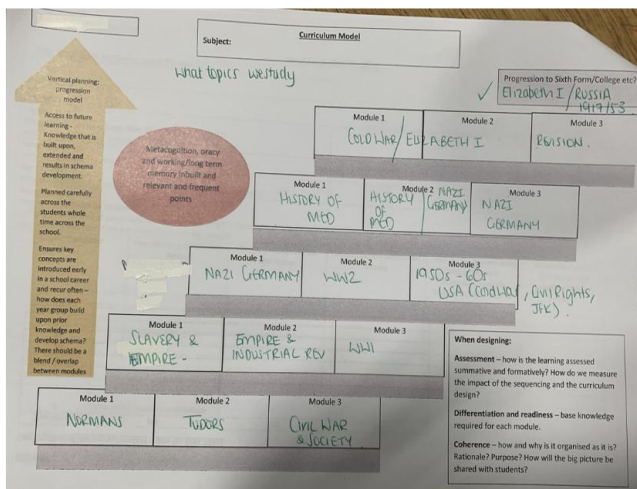 Curriculum Model
Subject:
What topics we study
Vertical planning:
progression
model
Access to future
learning -
Knowledge that is
built upon,
extended and
results in schema
development.
Planned carefully
across the
students whole
time across the
school.
Ensures key
concepts are
introduced early
in a school career
and recur often –
how does each
year group build
upon prior
knowledge and
develop schema?
There should be a
blend / overlap
between modules
Metacognition, oracy
and working/long term
memory inbuilt and
relevant and frequent
points
Progression to Sixth Form/College etc?
✓ Elizabeth I / RUSSIA
1917/53
Module 1
Module 2
Module 3
COLD WAR / ELIZABETH I
REVISION.
Module 1
Module 2
Module 3
HISTORY OF
MED
HISTORY
OF
MED
NAZI
GERMANY
NAZI
GERMANY
Module 1
Module 2
Module 3
NAZI GERMANY
WW2
1950s - 60s
USA (Cold War, Civil Rights,
JFK).
Module 1
Module 2
Module 3
SLAVERY &
EMPIRE -
EMPIRE &
INDUSTRIAL REV
WW1
Module 1
Module 2
Module 3
NORMANS
TUDORS
CIVIL WAR
& SOCIETY
When designing:
Assessment – how is the learning assessed
summative and formatively? How do we measure
the impact of the sequencing and the curriculum
design?
Differentiation and readiness – base knowledge
required for each module.
Coherence – how and why is it organised as it is?
Rationale? Purpose? How will the big picture be
shared with students?